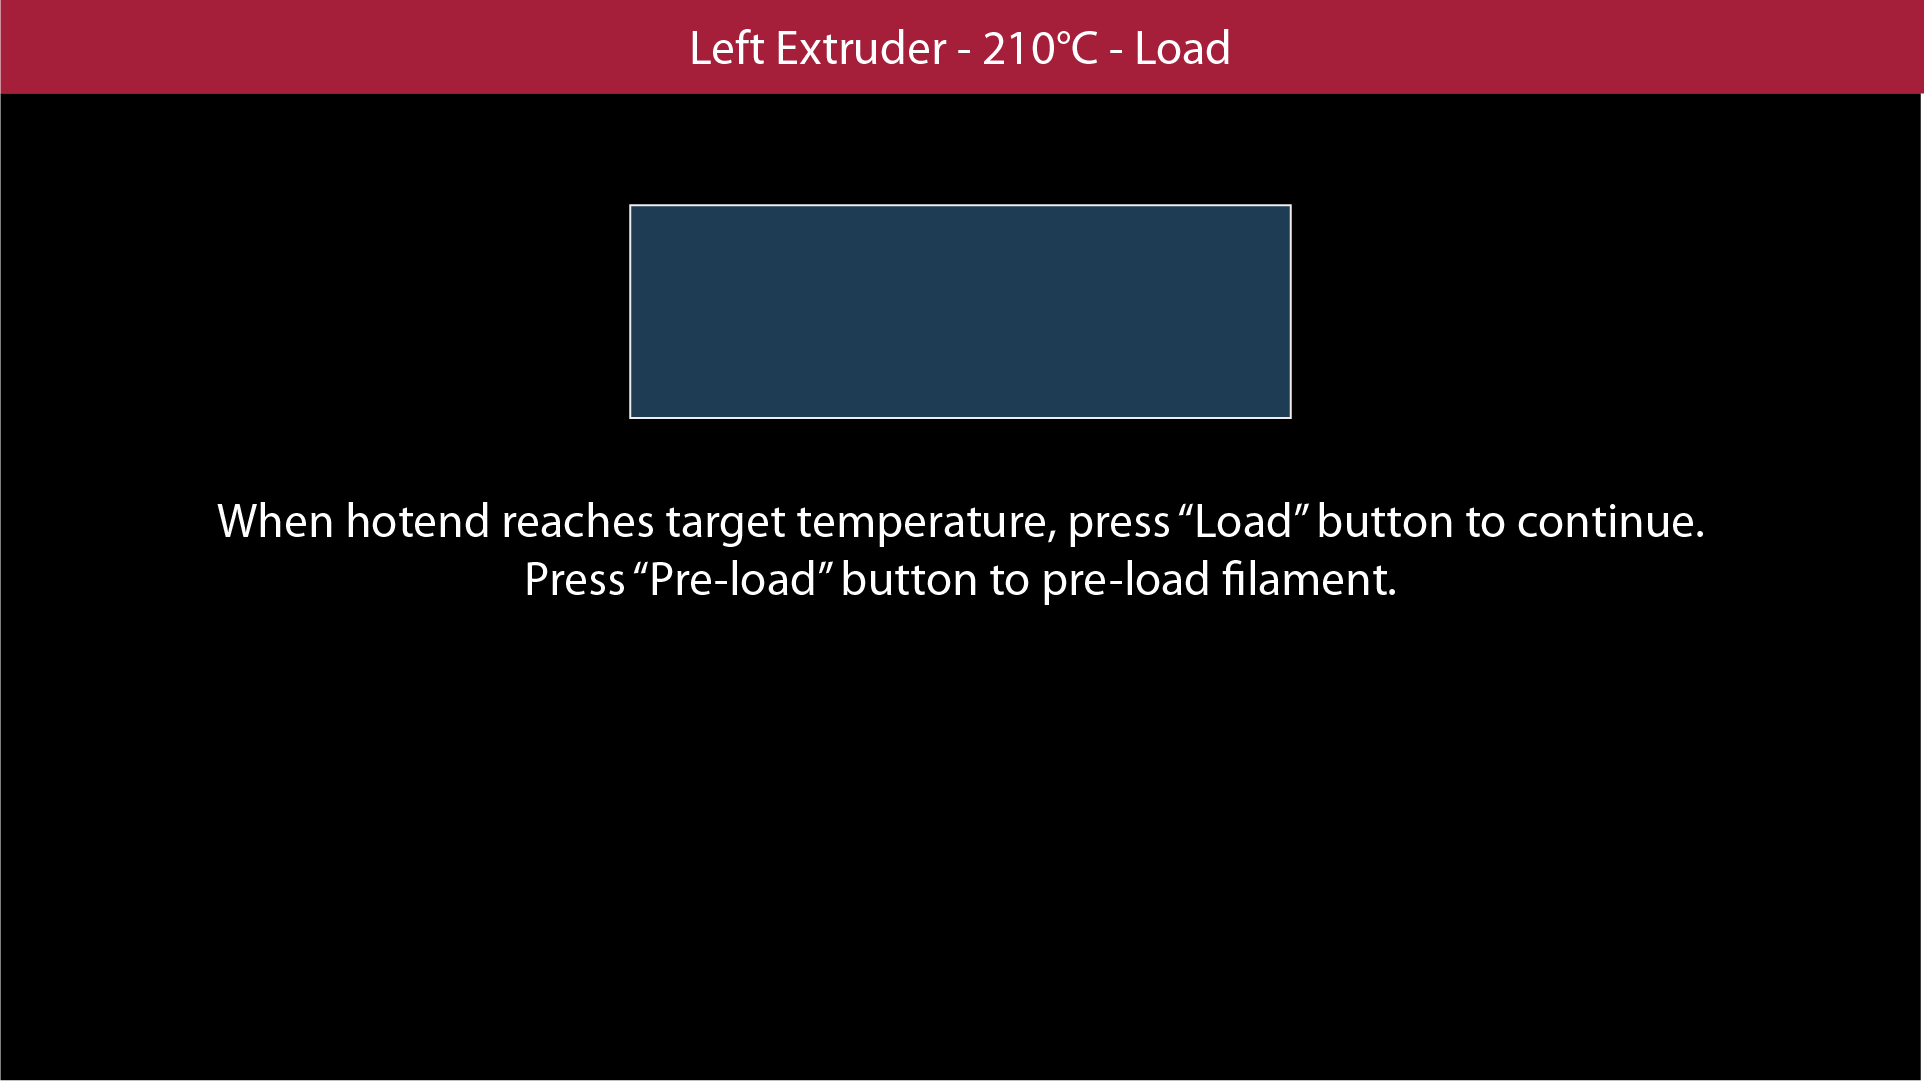 Left Extruder - 210°C - Load
When hotend reaches target temperature, press “Load” button to continue.
Press “Pre-load” button to pre-load filament.